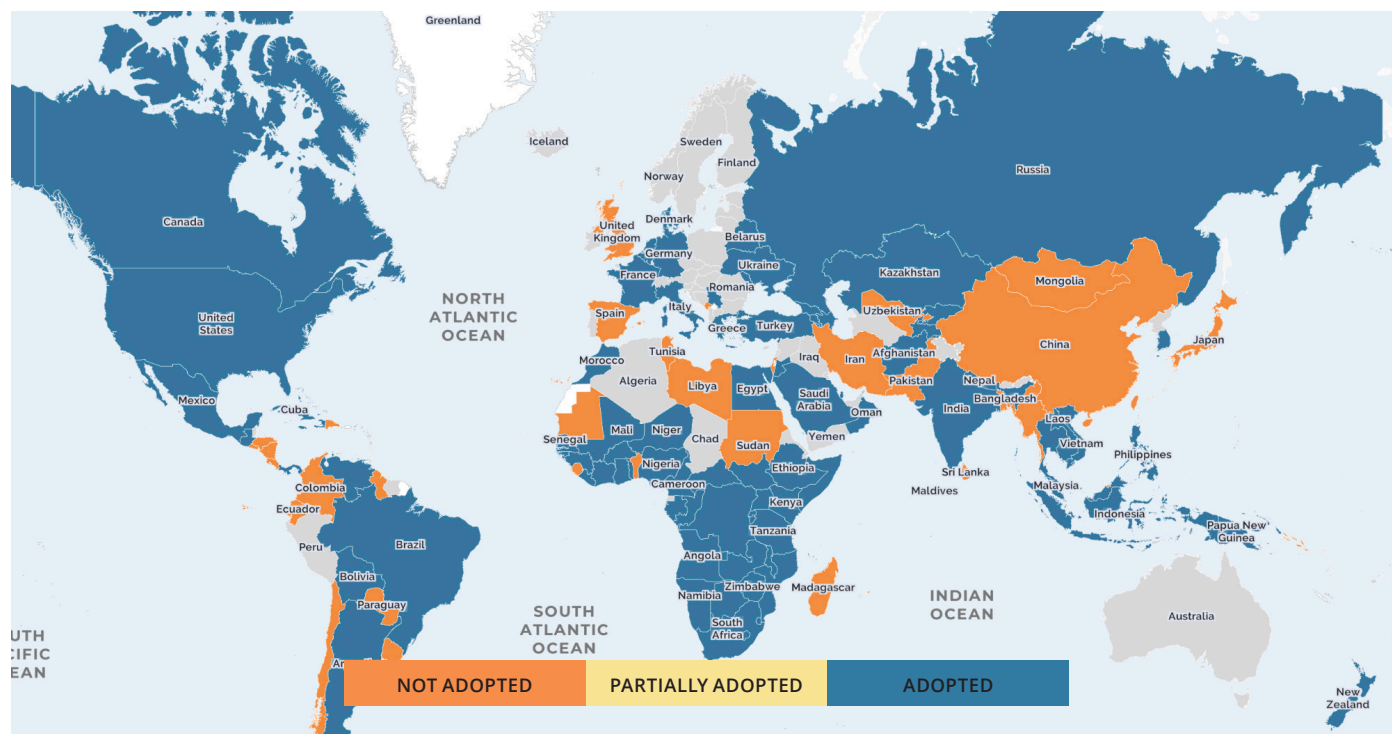 Greenland
Iceland
Sweden
Finland
Norway
Russia
Canada
United
Kingdom
Denmark
Belarus
Germany
Ukraine
France
Kazakhstan
Mongolia
Romania
NORTH
ATLANTIC
OCEAN
United
States
Spain
Italy
Greece
Turkey
Uzbekistan
China
Japan
Tunisia
Morocco
Iraq
Iran
Afghanistan
Algeria
Libya
Egypt
Pakistan
Nepal
Mexico
Cuba
Saudi
Arabia
India
Bangladesh
Oman
Laos
Senegal
Mali
Niger
Chad
Sudan
Yemen
Vietnam
Philippines
Nigeria
Ethiopia
Sri Lanka
Colombia
Cameroon
Maldives
Malaysia
Ecuador
Kenya
Indonesia
Papua New
Guinea
Peru
Brazil
Tanzania
Angola
Bolivia
Zimbabwe
Madagascar
Namibia
INDIAN
OCEAN
Paraguay
SOUTH
ATLANTIC
OCEAN
South
Africa
Australia
UTH
CIFIC
EAN
Ar
New
Zealand
NOT ADOPTED
PARTIALLY ADOPTED
ADOPTED